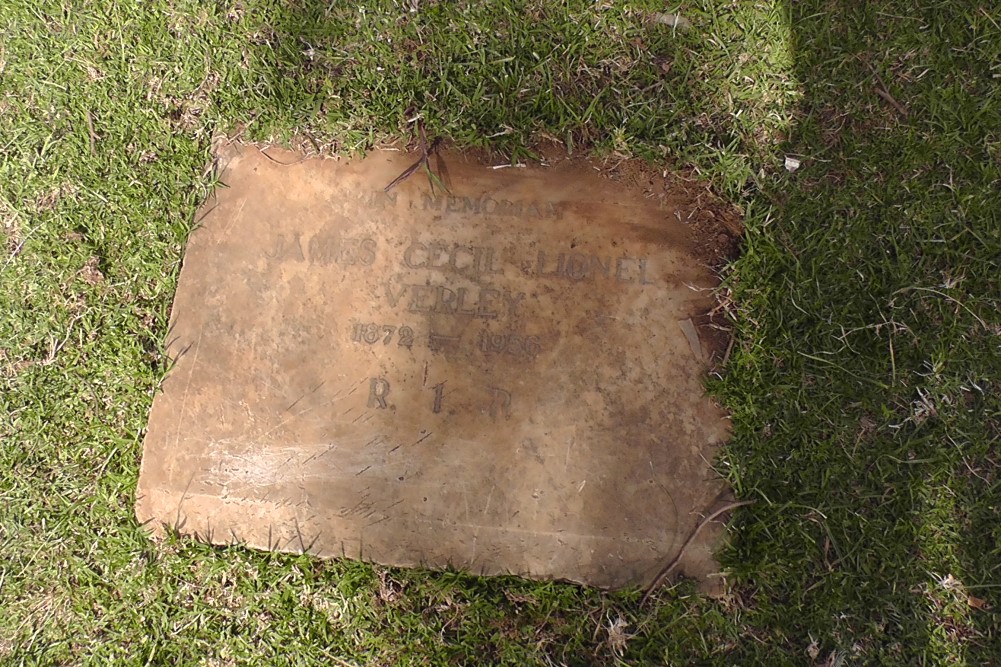 IN MEMORIAM
JAMES CECIL LIONEL
VERLEY
1872 — 1956
R. I. P.